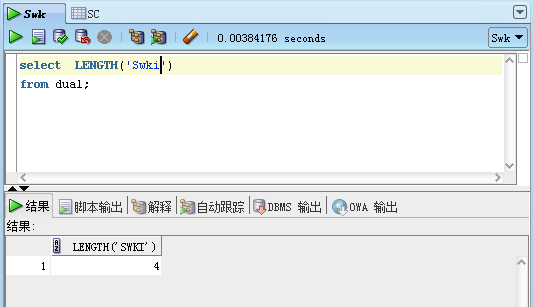 Swk SC
0.00384176 seconds Swk
select LENGTH('Swki')
from dual;
结果 脚本输出 解释 自动跟踪 DBMS 输出 OWA 输出
结果:
LENGTH('SWKI')
1 4